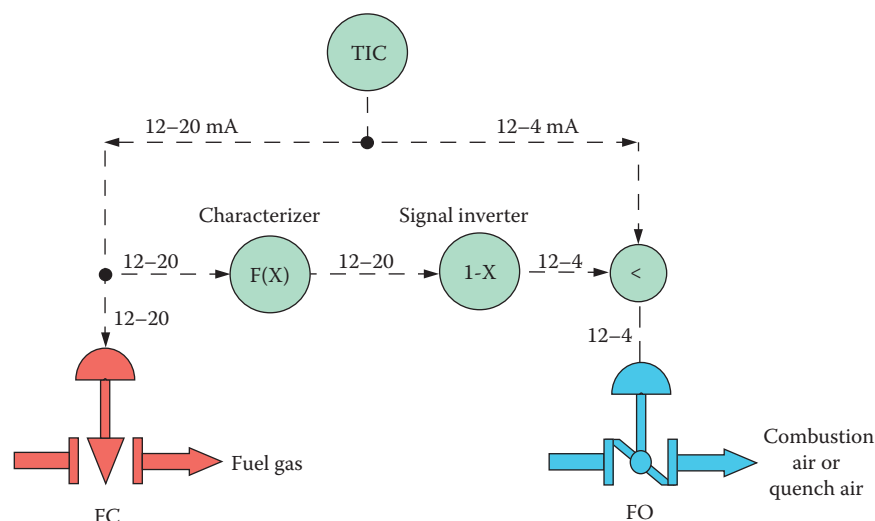 TIC
12–20 mA
12–4 mA
Characterizer
Signal inverter
12–20
F(X)
12–20
1-X
12–4
<
12–20
12–4
Fuel gas
Combustion
air or
quench air
FC
FO